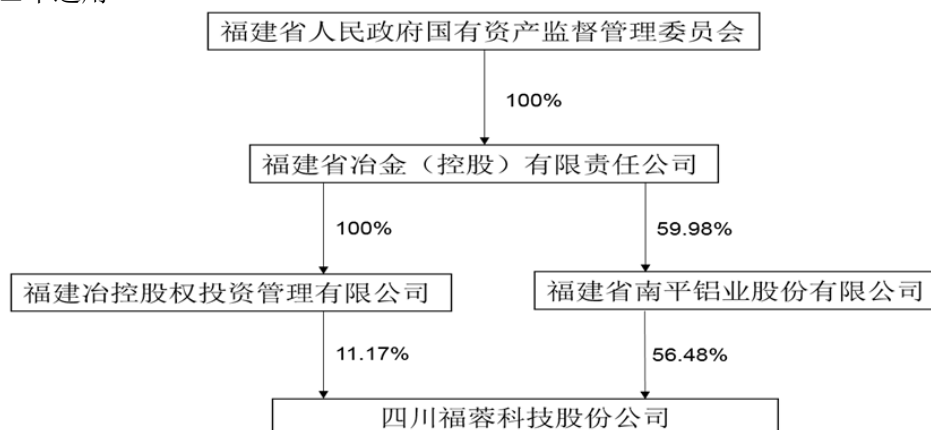 福建省人民政府国有资产监督管理委员会
100%
福建省冶金（控股）有限责任公司
100%
59.98%
福建冶控股权投资管理有限公司
福建省南平铝业股份有限公司
11.17%
56.48%
四川福蓉科技股份公司